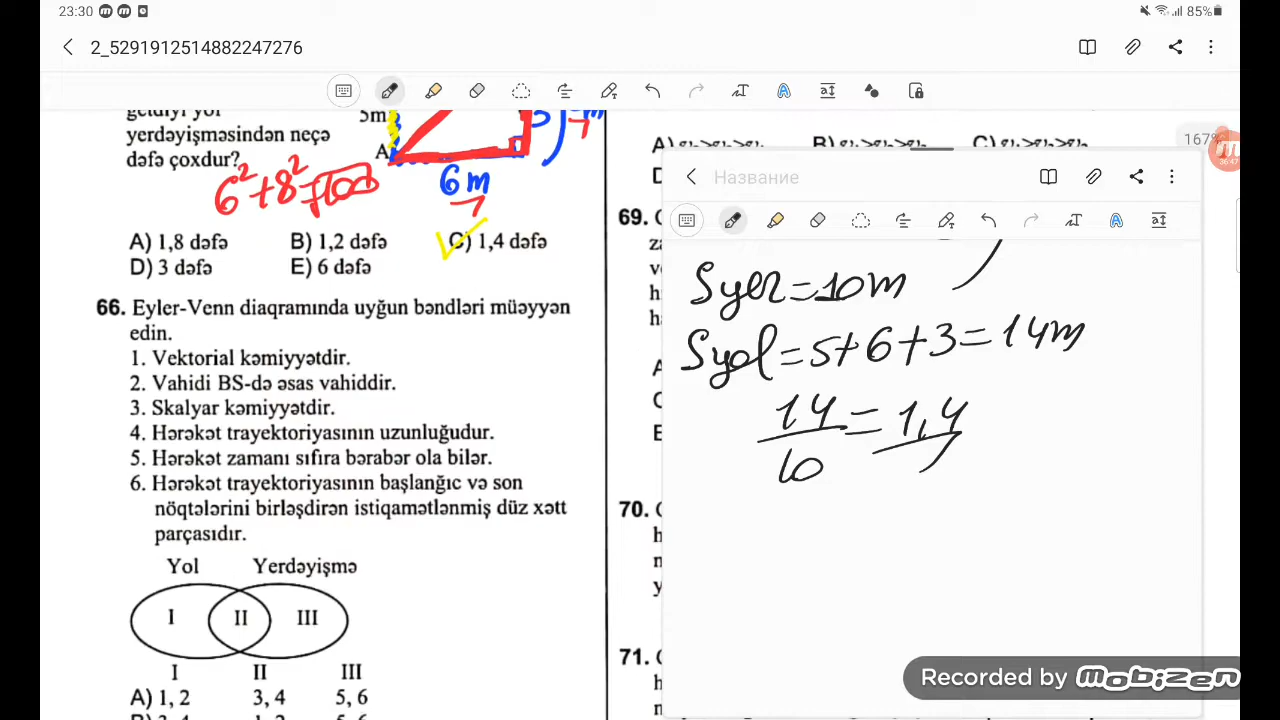 23:30
85%
2_5291912514882247276
getdiyi yol
yerdəyişməsindən neçə
dəfə çoxdur?
5m
A
6 m
6²+8²
√100
A) 1,8 dəfə B) 1,2 dəfə C) 1,4 dəfə
D) 3 dəfə E) 6 dəfə
66. Eyler-Venn diaqramında uyğun bəndləri müəyyən
edin.
1. Vektorial kəmiyyətdir.
2. Vahidi BS-də əsas vahiddir.
3. Skalyar kəmiyyətdir.
4. Hərəkət trayektoriyasının uzunluğudur.
5. Hərəkət zamanı sıfıra bərabər ola bilər.
6. Hərəkət trayektoriyasının başlanğıc və son
nöqtələrini birləşdirən istiqamətlənmiş düz xətt
parçasıdır.
Yol Yerdəyişmə
I II III
I II III
A) 1, 2 3, 4 5, 6
167%
36:47
Название
69.
70.
71.
Syer=10m
Syol=5+6+3=14m
14/10=1,4
Recorded by mobizen